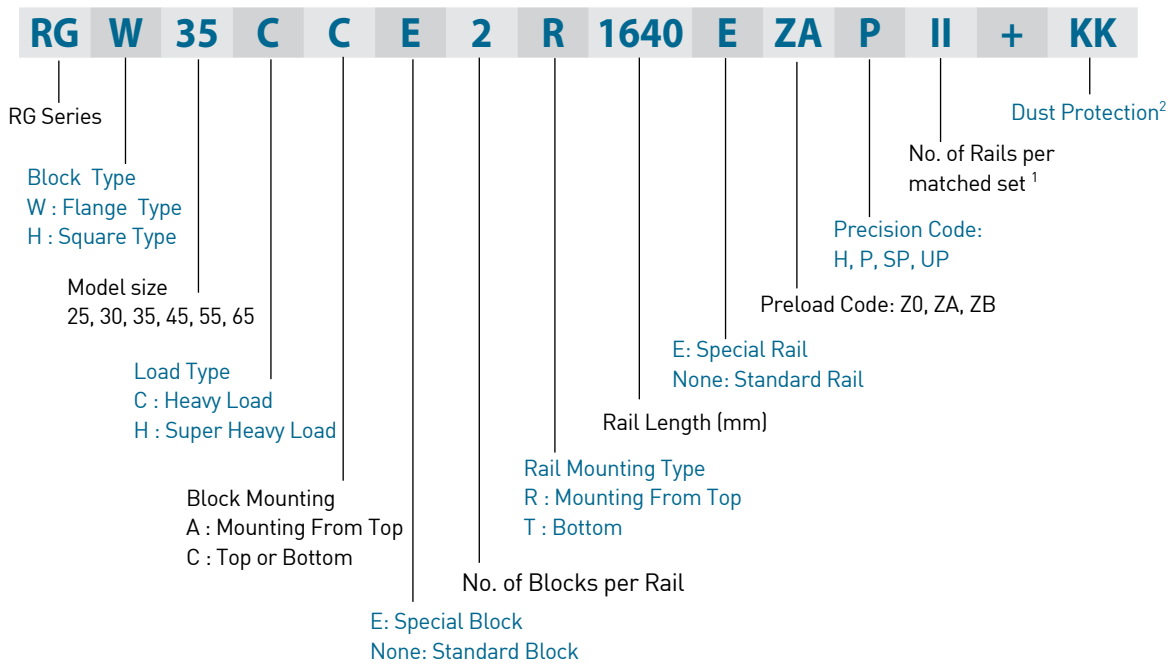 RG W 35 C C E 2 R 1640 E ZA P II + KK
RG Series
Block Type
W : Flange Type
H : Square Type
Model size
25, 30, 35, 45, 55, 65
Load Type
C : Heavy Load
H : Super Heavy Load
Block Mounting
A : Mounting From Top
C : Top or Bottom
E: Special Block
None: Standard Block
No. of Blocks per Rail
Rail Mounting Type
R : Mounting From Top
T : Bottom
Rail Length (mm)
E: Special Rail
None: Standard Rail
Preload Code: Z0, ZA, ZB
Precision Code:
H, P, SP, UP
No. of Rails per
matched set ¹
Dust Protection²